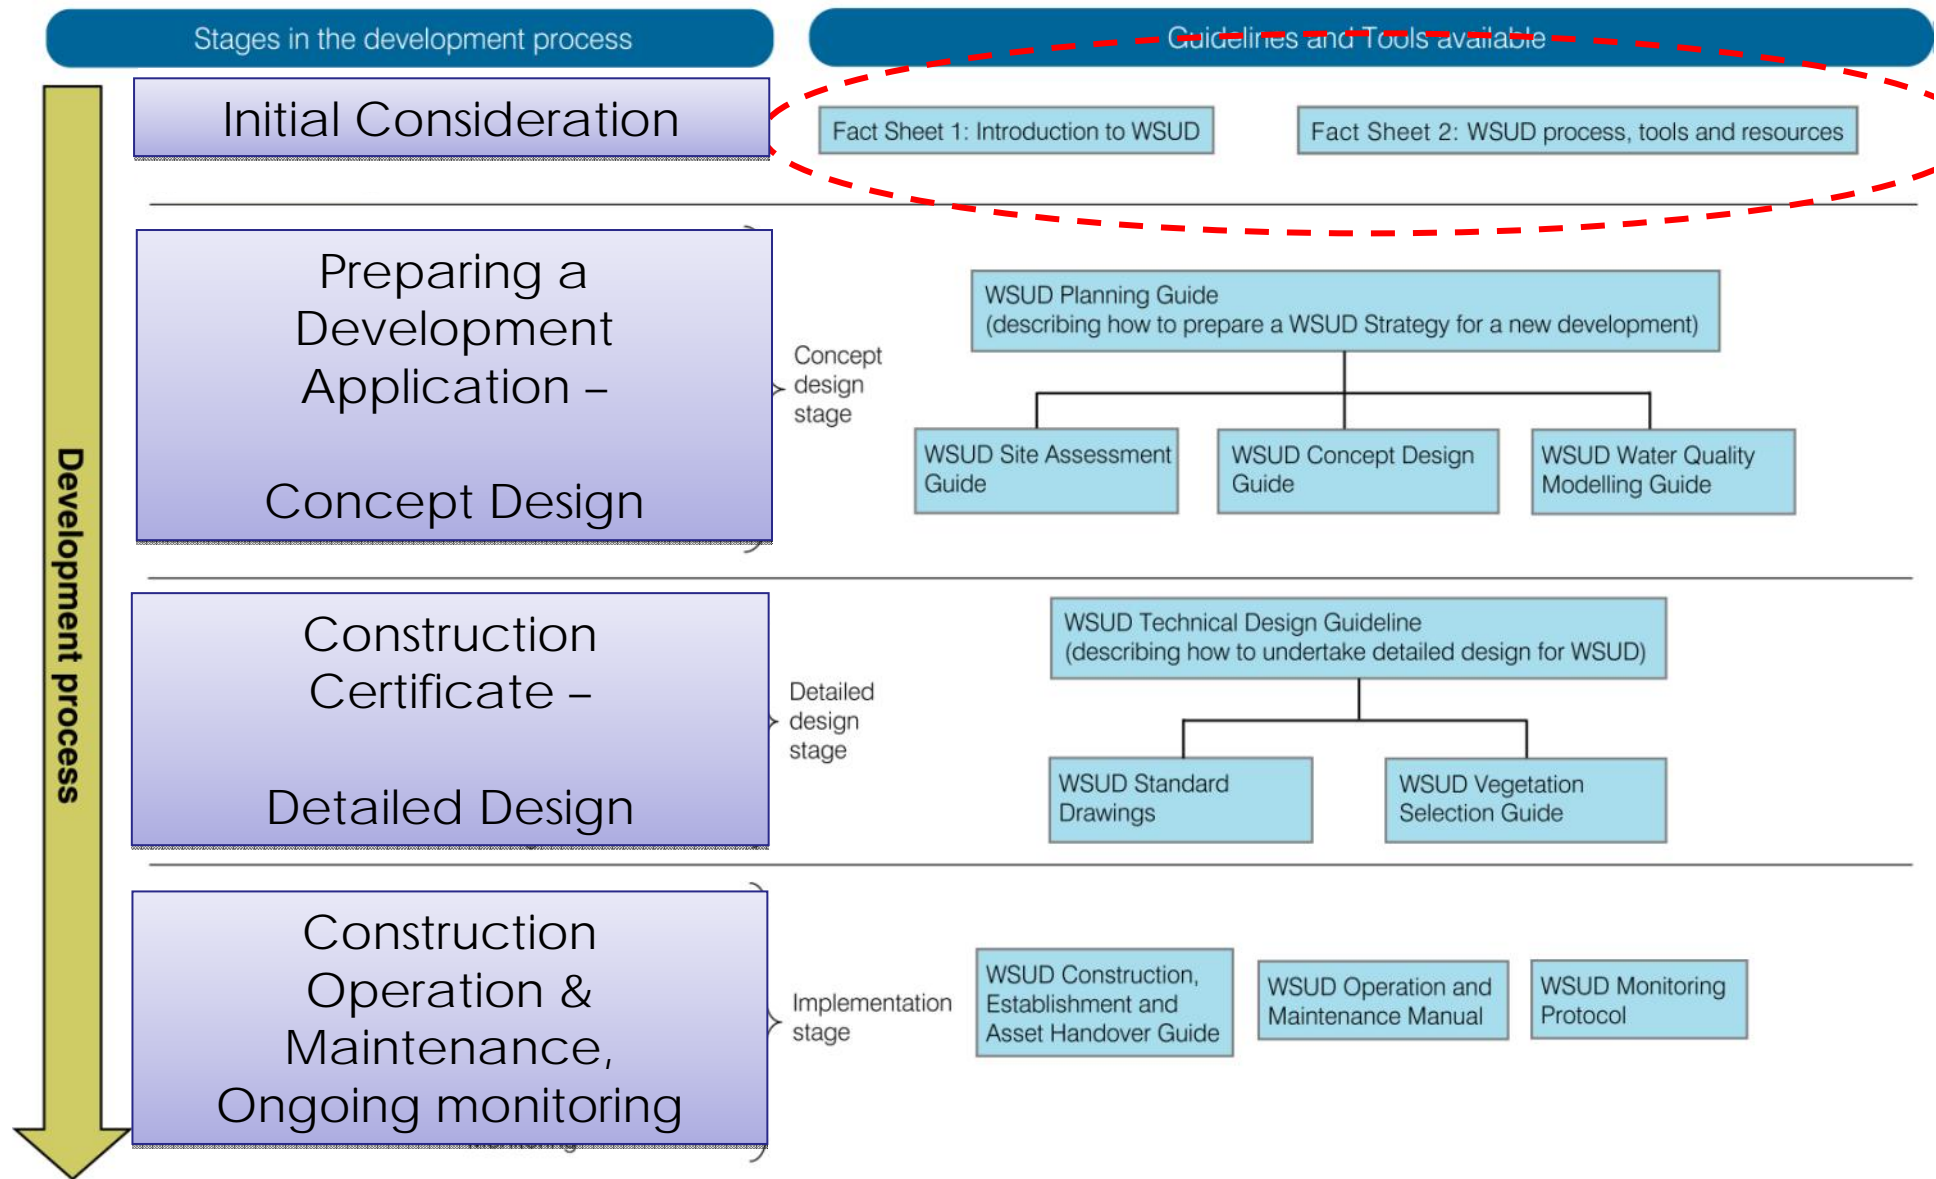 Stages in the development process
Guidelines and Tools available
Development process
Initial Consideration
Fact Sheet 1: Introduction to WSUD
Fact Sheet 2: WSUD process, tools and resources
Preparing a
Development
Application –
Concept Design
Concept
design
stage
WSUD Planning Guide
(describing how to prepare a WSUD Strategy for a new development)
WSUD Site Assessment
Guide
WSUD Concept Design
Guide
WSUD Water Quality
Modelling Guide
Construction
Certificate –
Detailed Design
Detailed
design
stage
WSUD Technical Design Guideline
(describing how to undertake detailed design for WSUD)
WSUD Standard
Drawings
WSUD Vegetation
Selection Guide
Construction
Operation &
Maintenance,
Ongoing monitoring
Implementation
stage
WSUD Construction,
Establishment and
Asset Handover Guide
WSUD Operation and
Maintenance Manual
WSUD Monitoring
Protocol